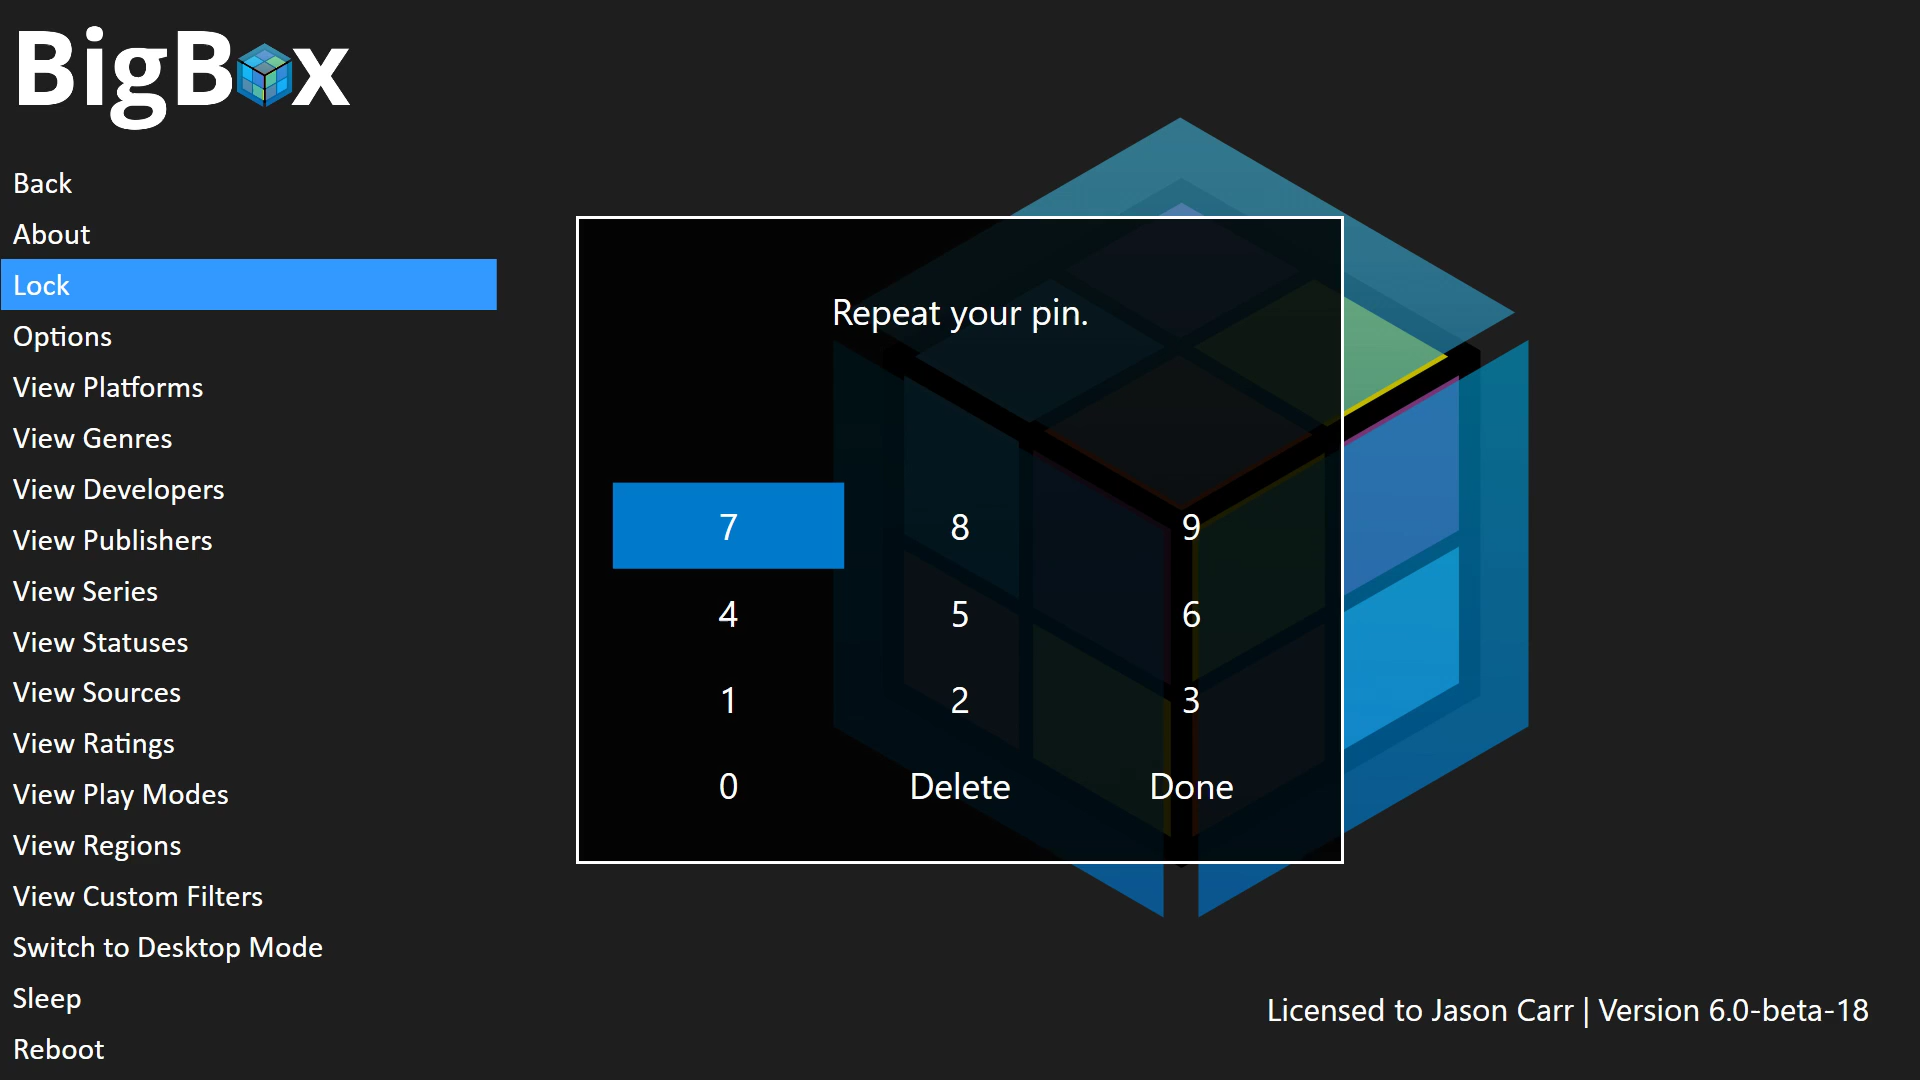 BigBox
Back
About
Lock
Options
View Platforms
View Genres
View Developers
View Publishers
View Series
View Statuses
View Sources
View Ratings
View Play Modes
View Regions
View Custom Filters
Switch to Desktop Mode
Sleep
Reboot
Repeat your pin.
7 8 9
4 5 6
1 2 3
0 Delete Done
Licensed to Jason Carr | Version 6.0-beta-18